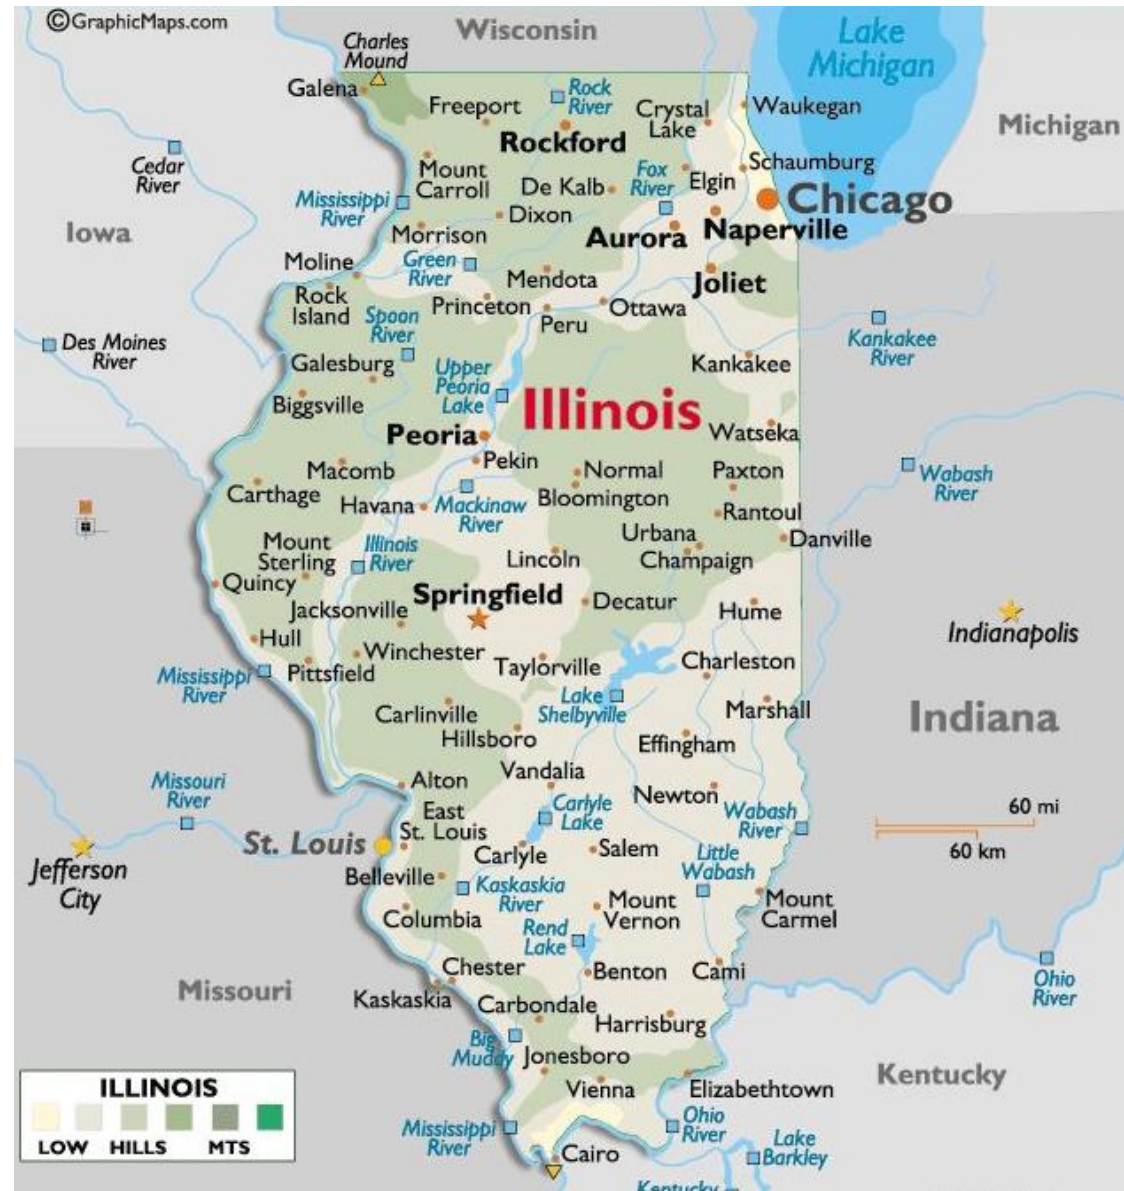 ©GraphicMaps.com
Wisconsin
Lake
Michigan
Charles
Mound
Galena
Freeport
Rock
River
Crystal
Lake
Waukegan
Michigan
Rockford
Cedar
River
Mount
Carroll
De Kalb
Fox
River
Elgin
Schaumburg
Mississippi
River
Dixon
Chicago
Iowa
Morrison
Aurora
Naperville
Moline
Green
River
Mendota
Joliet
Rock
Island
Princeton
Peru
Ottawa
Spoon
River
Des Moines
River
Kankakee
River
Galesburg
Upper
Peoria
Lake
Kankakee
Biggsville
Illinois
Peoria
Watseka
Macomb
Pekin
Normal
Paxton
Wabash
River
Carthage
Havana
Mackinaw
River
Bloomington
Rantoul
Mount
Sterling
Illinois
River
Urbana
Champaign
Danville
Lincoln
Quincy
Springfield
Jacksonville
Decatur
Hume
Indianapolis
Hull
Winchester
Mississippi
River
Pittsfield
Taylorville
Charleston
Lake
Shelbyville
Carlinville
Marshall
Indiana
Hillsboro
Effingham
Missouri
River
Alton
Vandalia
Newton
East
St. Louis
Carlyle
Lake
Wabash
River
60 mi
60 km
St. Louis
Carlyle
Salem
Little
Wabash
Jefferson
City
Belleville
Kaskaskia
River
Mount
Vernon
Mount
Carmel
Columbia
Rend
Lake
Chester
Benton
Cami
Ohio
River
Missouri
Kaskaskia
Carbondale
Harrisburg
Big
Muddy
Jonesboro
Kentucky
Vienna
Elizabethtown
ILLINOIS
LOW HILLS MTS
Mississippi
River
Ohio
River
Cairo
Lake
Barkley
Kentucky